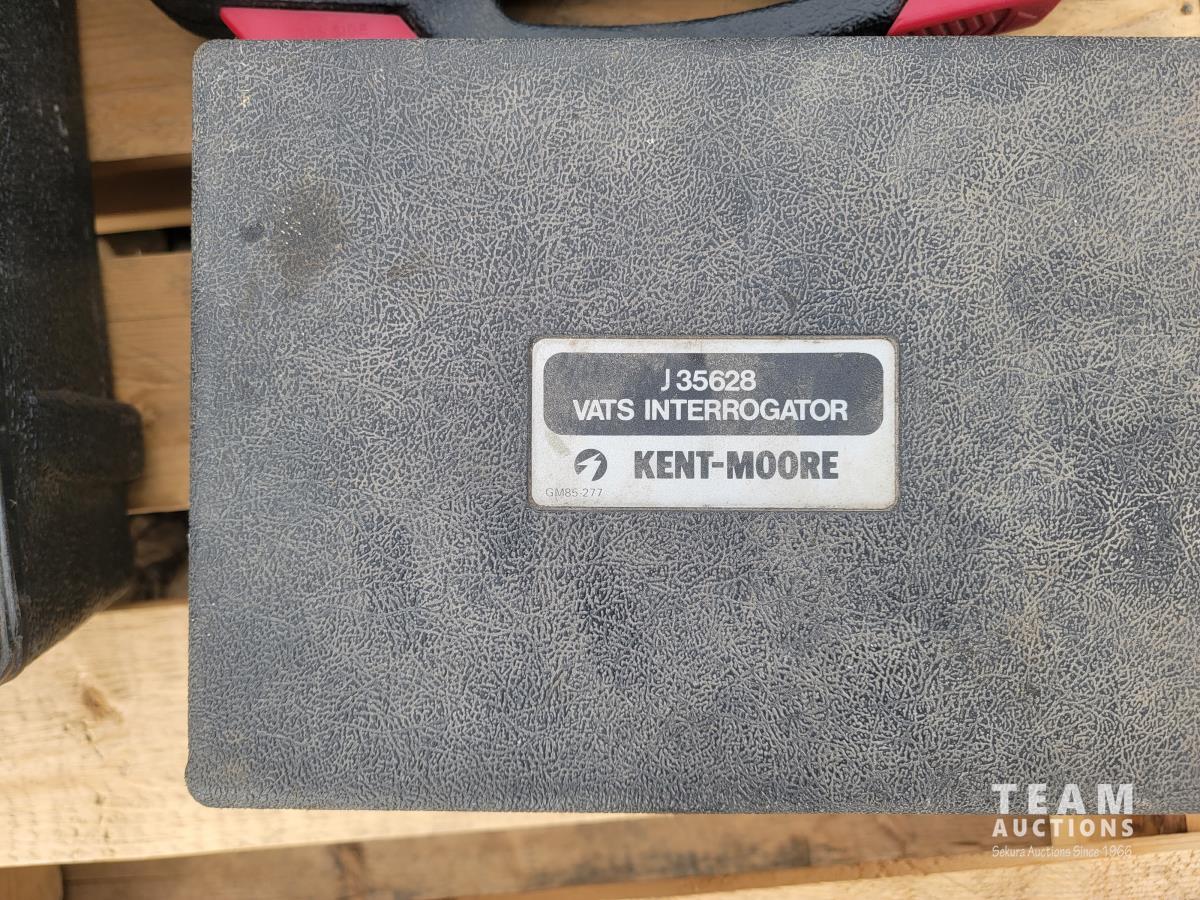 J 35628
VATS INTERROGATOR
KENT-MOORE
GM85-277
TEAM
AUCTIONS
Sekura Auctions Since 1966